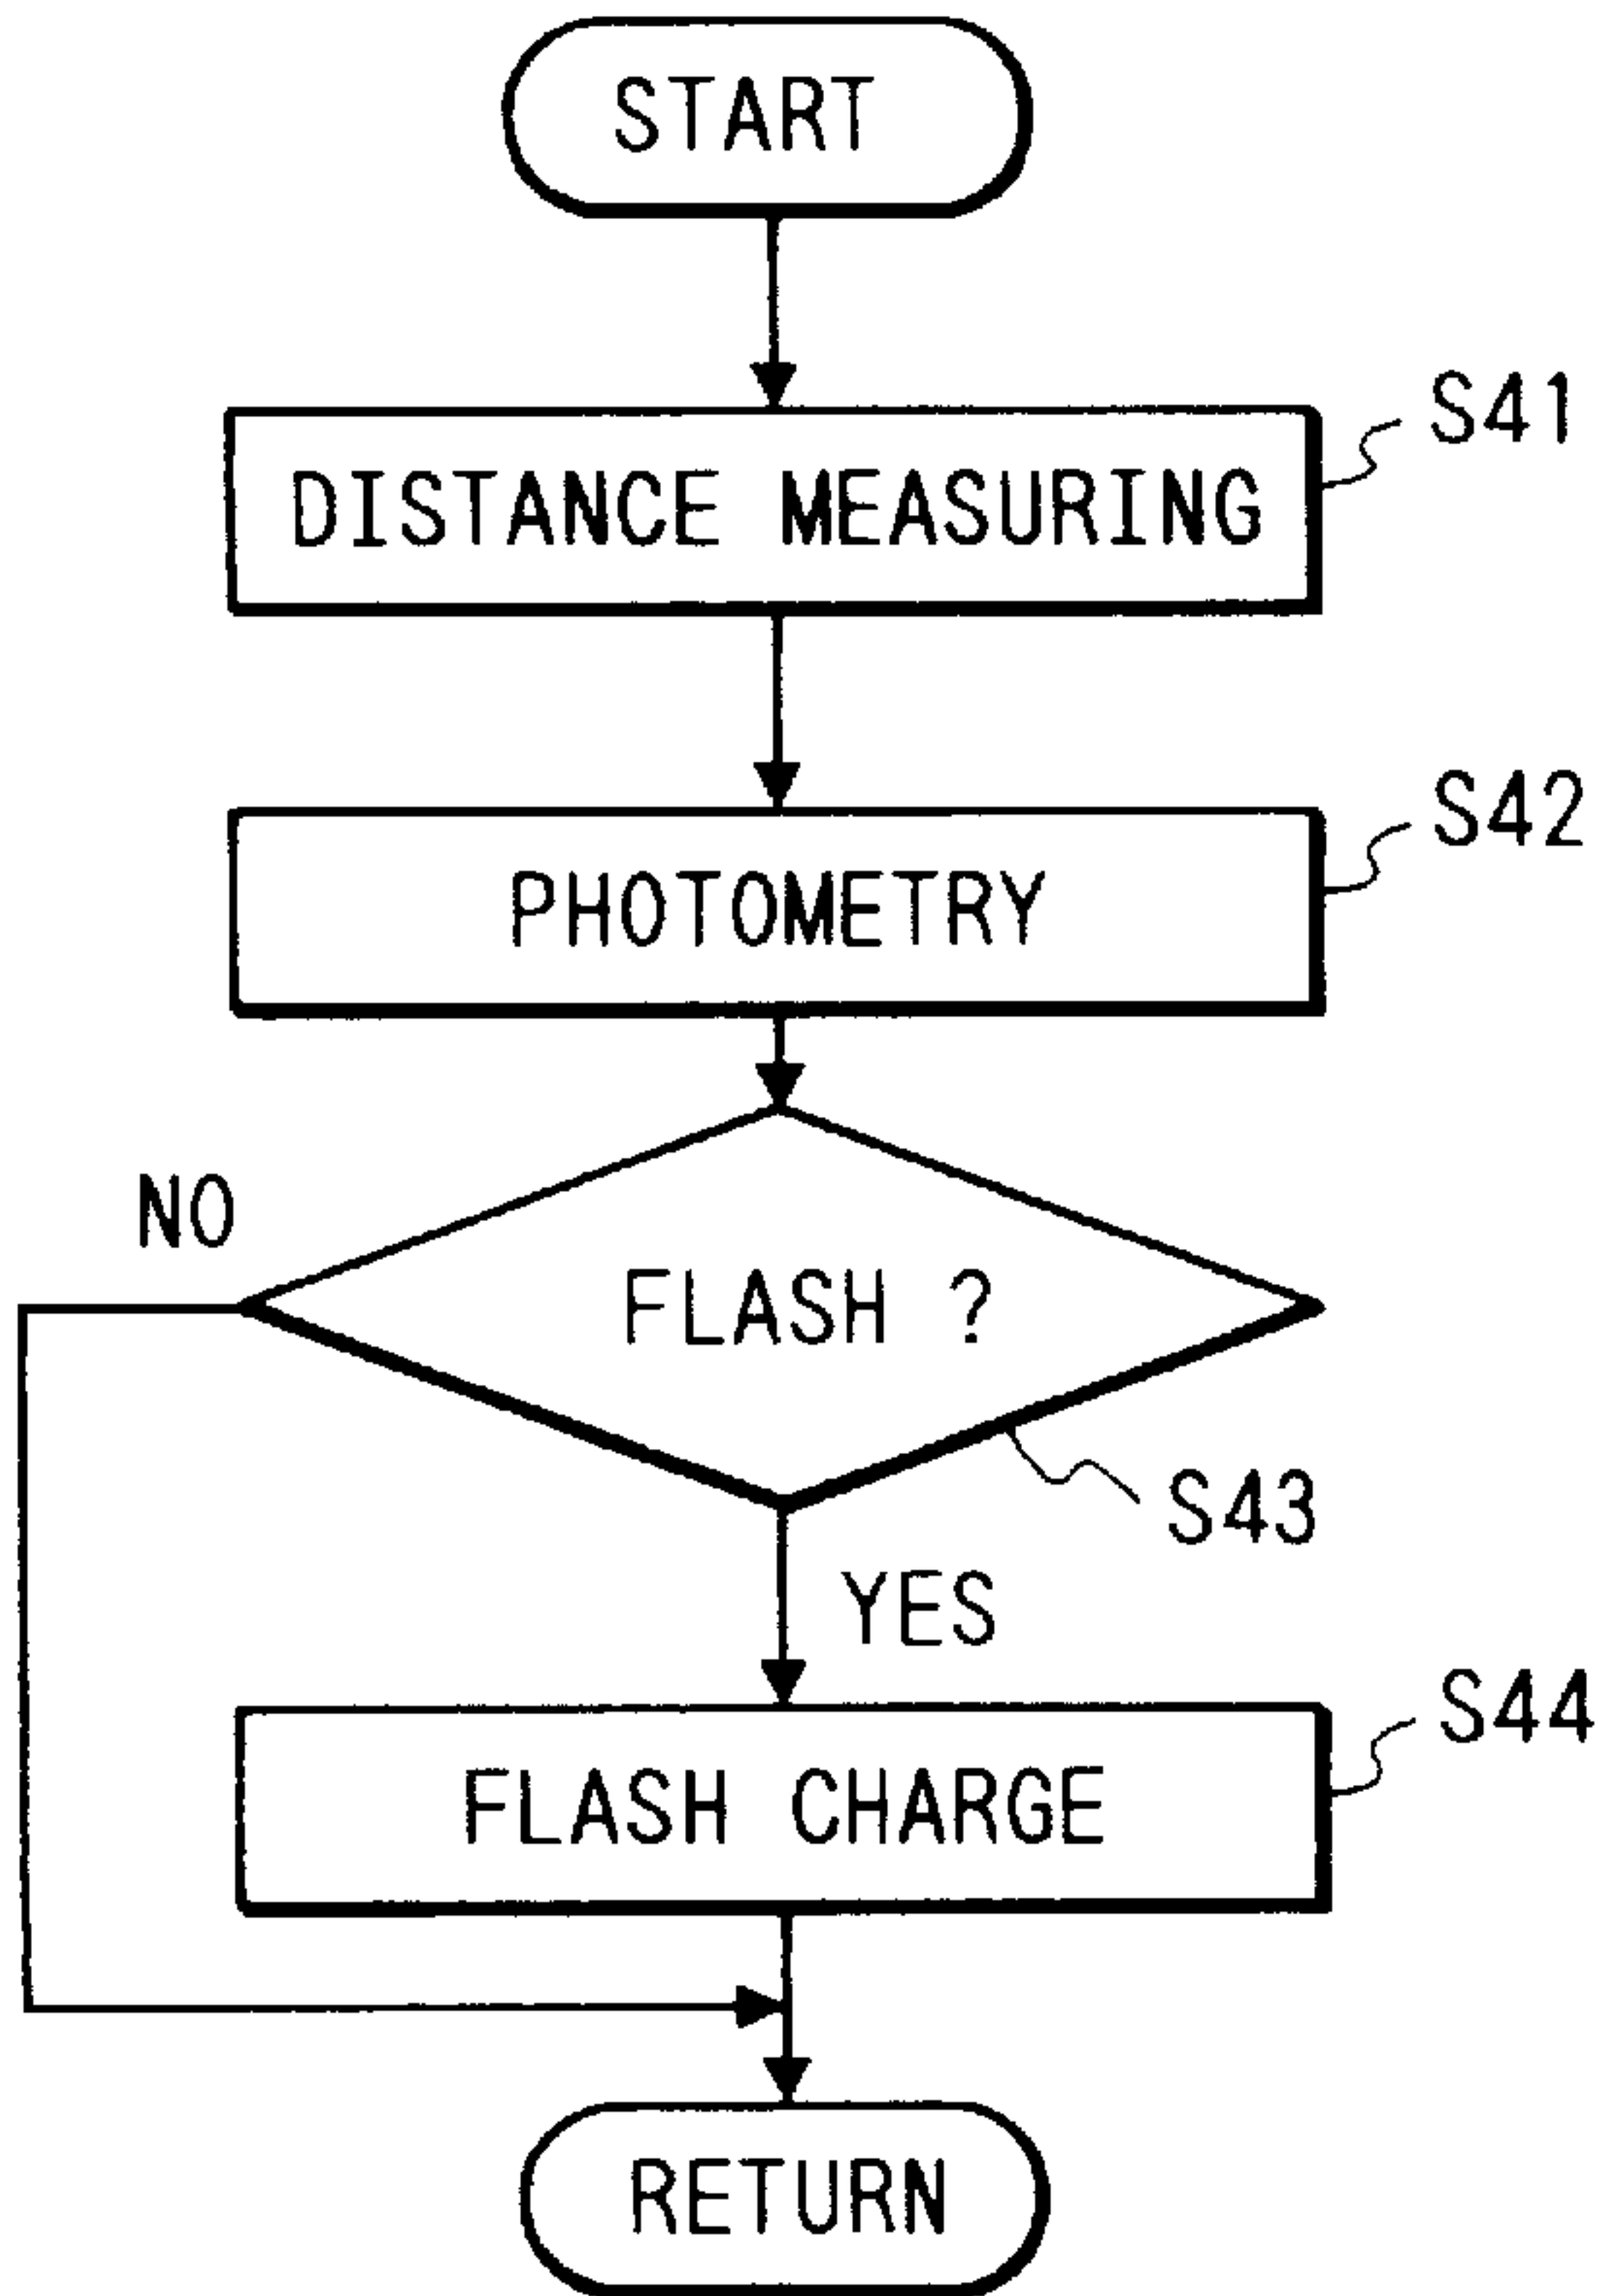 START
S41
DISTANCE MEASURING
S42
PHOTOMETRY
NO
FLASH ?
S43
YES
S44
FLASH CHARGE
RETURN